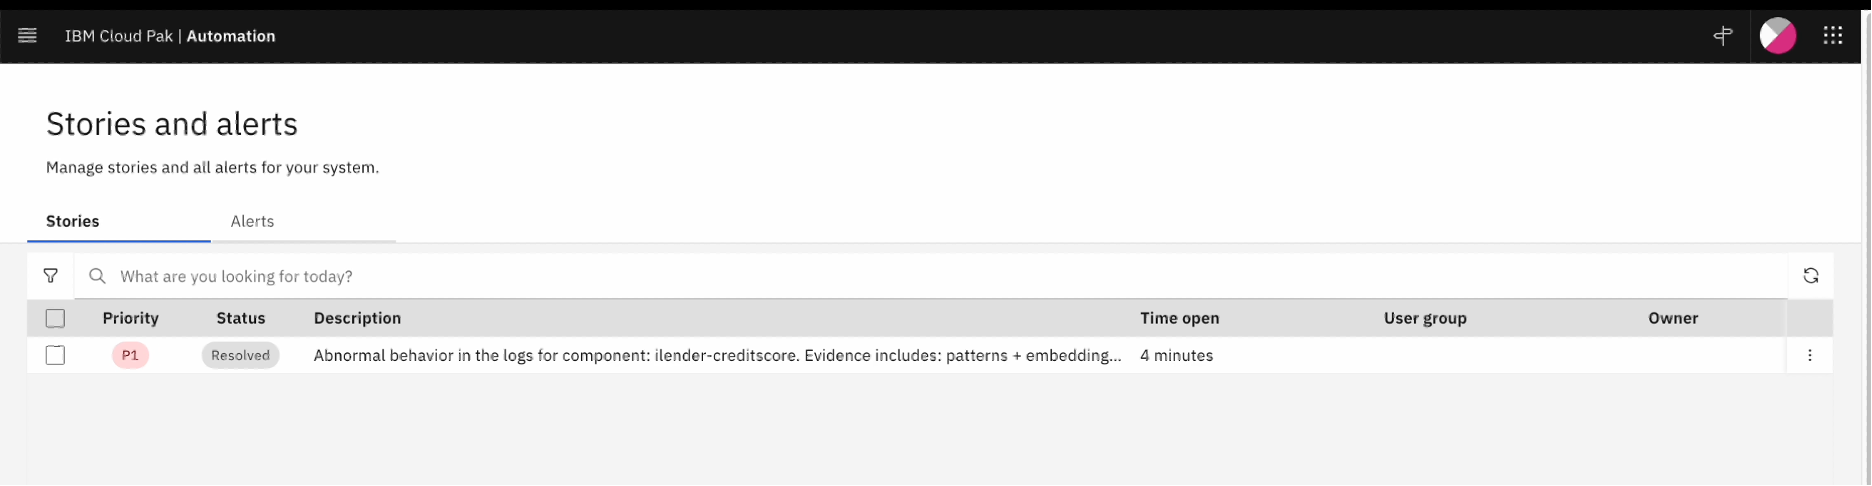 IBM Cloud Pak | Automation
Stories and alerts
Manage stories and all alerts for your system.
Stories Alerts
What are you looking for today?
Priority Status Description Time open User group Owner
P1 Resolved Abnormal behavior in the logs for component: ilender-creditscore. Evidence includes: patterns + embedding... 4 minutes